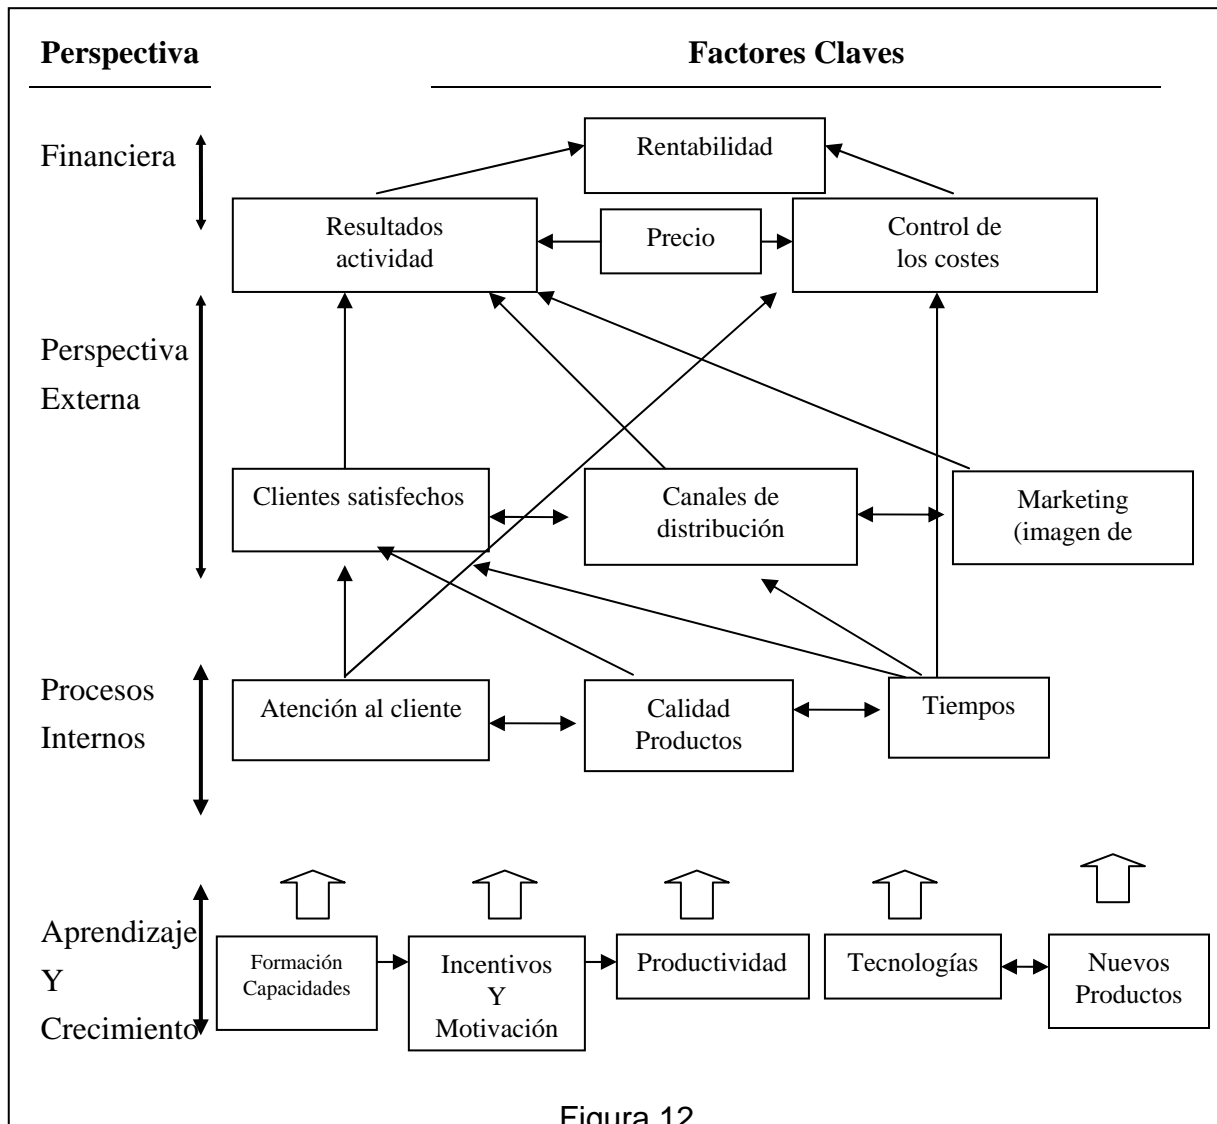 Perspectiva
Factores Claves
Financiera
Rentabilidad
Resultados
actividad
Precio
Control de
los costes
Perspectiva
Externa
Clientes satisfechos
Canales de
distribución
Marketing
(imagen de
Procesos
Internos
Atención al cliente
Calidad
Productos
Tiempos
Aprendizaje
Y
Crecimiento
Formación
Capacidades
Incentivos
Y
Motivación
Productividad
Tecnologías
Nuevos
Productos
Figura 12